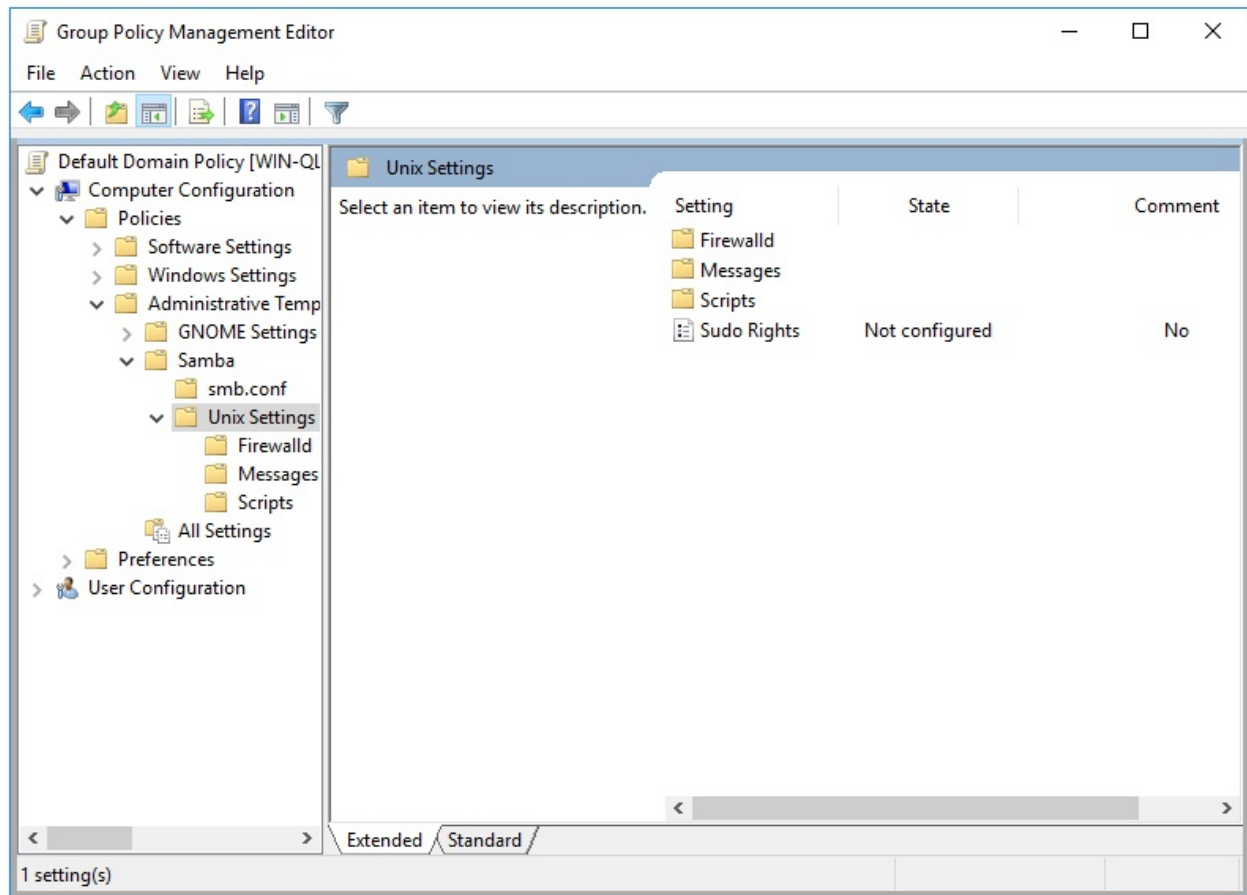 Group Policy Management Editor
File Action View Help
Default Domain Policy [WIN-QL
Computer Configuration
Policies
Software Settings
Windows Settings
Administrative Temp
GNOME Settings
Samba
smb.conf
Unix Settings
Firewalld
Messages
Scripts
All Settings
Preferences
User Configuration
Unix Settings
Select an item to view its description.
Setting State Comment
Firewalld
Messages
Scripts
Sudo Rights Not configured No
Extended Standard
1 setting(s)